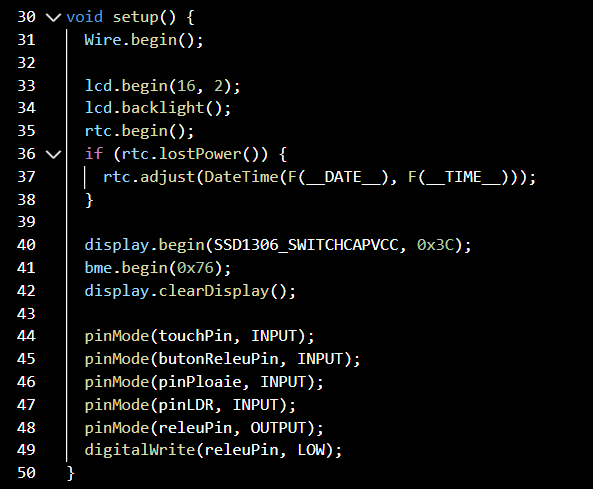 30 void setup() {
31 Wire.begin();
32
33 lcd.begin(16, 2);
34 lcd.backlight();
35 rtc.begin();
36 if (rtc.lostPower()) {
37 rtc.adjust(DateTime(F(__DATE__), F(__TIME__)));
38 }
39
40 display.begin(SSD1306_SWITCHCAPVCC, 0x3C);
41 bme.begin(0x76);
42 display.clearDisplay();
43
44 pinMode(touchPin, INPUT);
45 pinMode(butonReleuPin, INPUT);
46 pinMode(pinPloaie, INPUT);
47 pinMode(pinLDR, INPUT);
48 pinMode(releuPin, OUTPUT);
49 digitalWrite(releuPin, LOW);
50 }